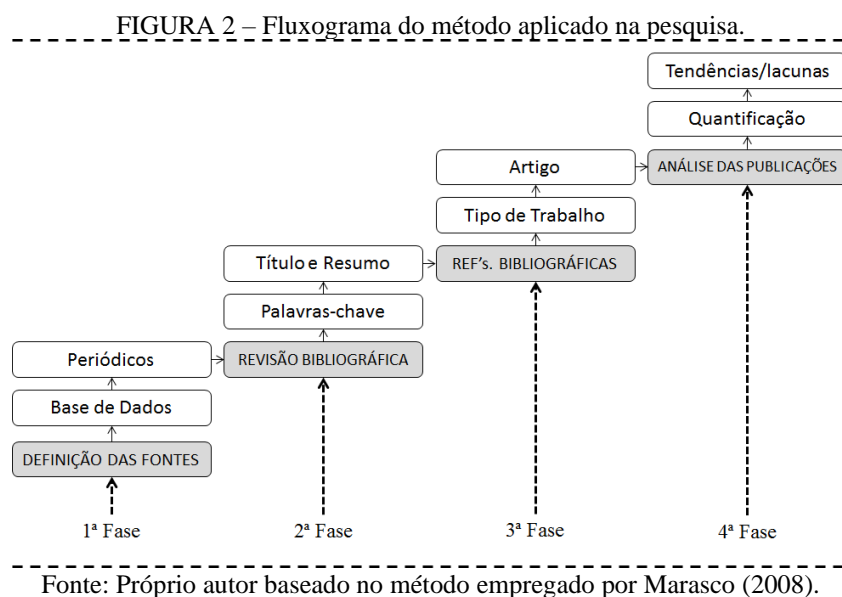 FIGURA 2 – Fluxograma do método aplicado na pesquisa.
Tendências/lacunas
Quantificação
ANÁLISE DAS PUBLICAÇÕES
Artigo
Tipo de Trabalho
REF's. BIBLIOGRÁFICAS
Título e Resumo
Palavras-chave
REVISÃO BIBLIOGRÁFICA
Periódicos
Base de Dados
DEFINIÇÃO DAS FONTES
1ª Fase
2ª Fase
3ª Fase
4ª Fase
Fonte: Próprio autor baseado no método empregado por Marasco (2008).